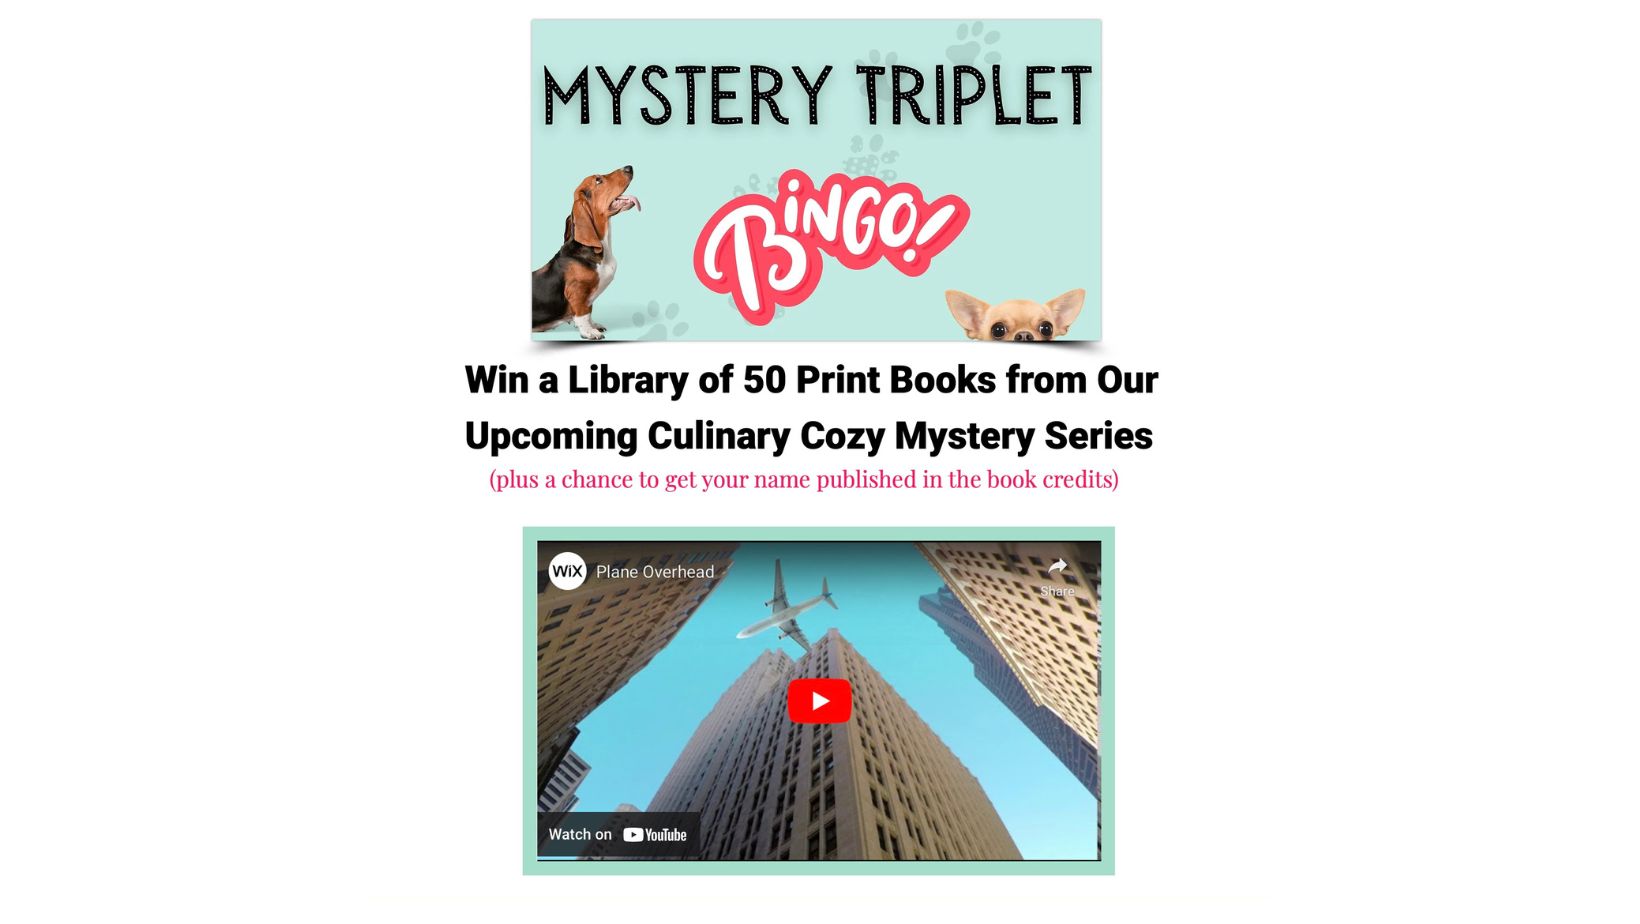 MYSTERY TRIPLET
BINGO!
Win a Library of 50 Print Books from Our
Upcoming Culinary Cozy Mystery Series
(plus a chance to get your name published in the book credits)
WiX Plane Overhead
Share
Watch on YouTube